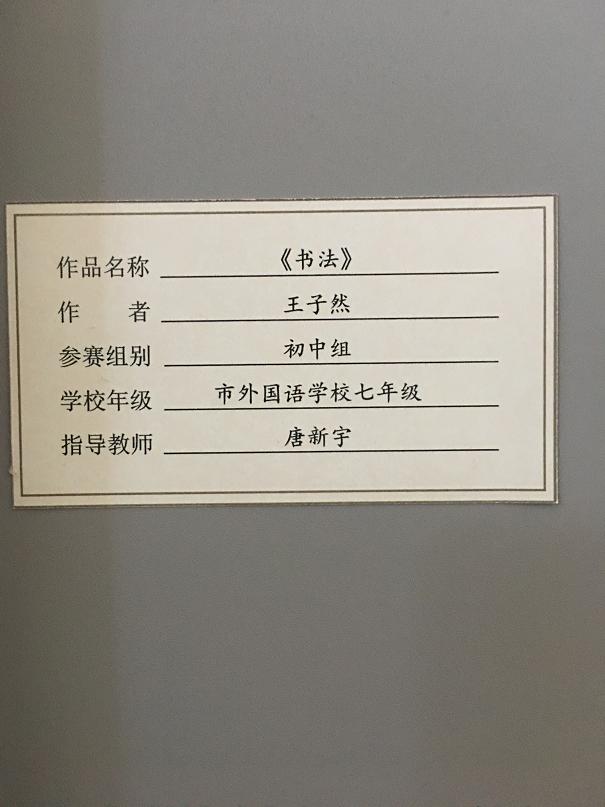 作品名称 《书法》
作 者 王子然
参赛组别 初中组
学校年级 市外国语学校七年级
指导教师 唐新宇